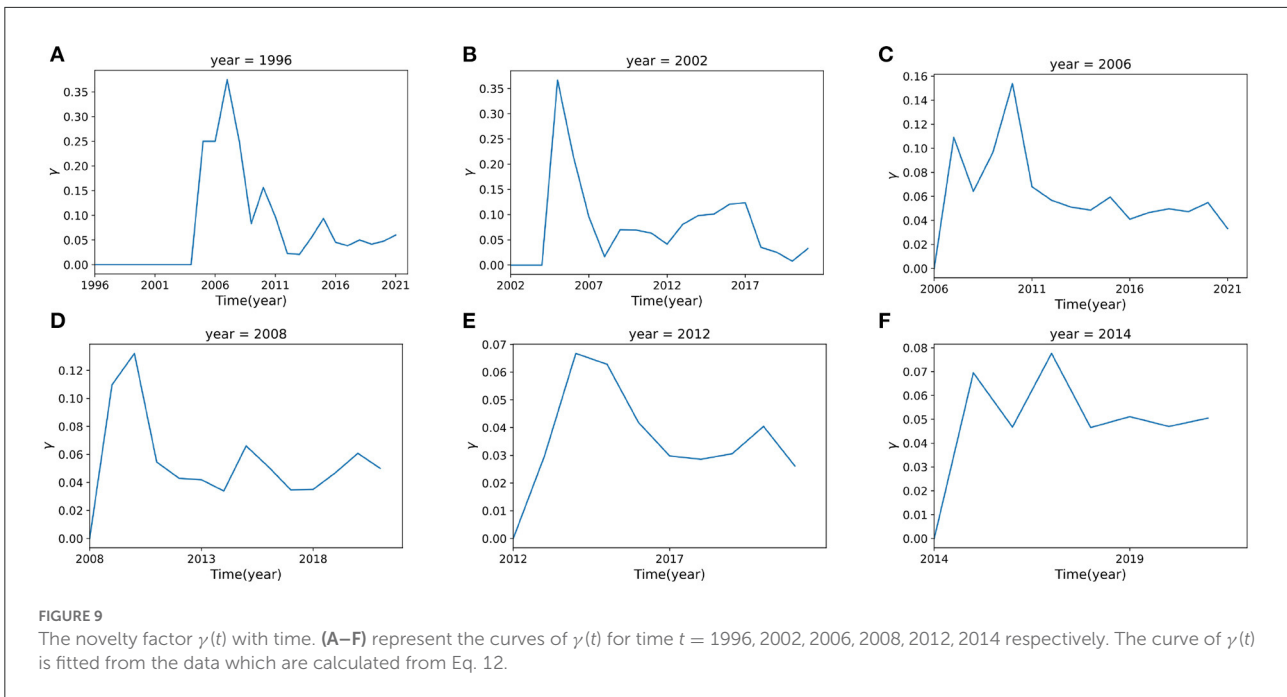 A
year = 1996
0.35
0.30
0.25
0.20
0.15
0.10
0.05
0.00
γ
1996 2001 2006 2011 2016 2021
Time(year)
B
year = 2002
0.35
0.30
0.25
0.20
0.15
0.10
0.05
0.00
γ
2002 2007 2012 2017
Time(year)
C
year = 2006
0.16
0.14
0.12
0.10
0.08
0.06
0.04
0.02
0.00
γ
2006 2011 2016 2021
Time(year)
D
year = 2008
0.12
0.10
0.08
0.06
0.04
0.02
0.00
γ
2008 2013 2018
Time(year)
E
year = 2012
0.07
0.06
0.05
0.04
0.03
0.02
0.01
0.00
γ
2012 2017
Time(year)
F
year = 2014
0.08
0.07
0.06
0.05
0.04
0.03
0.02
0.01
0.00
γ
2014 2019
Time(year)
FIGURE 9
The novelty factor γ(t) with time. (A–F) represent the curves of γ(t) for time t = 1996, 2002, 2006, 2008, 2012, 2014 respectively. The curve of γ(t)
is fitted from the data which are calculated from Eq. 12.